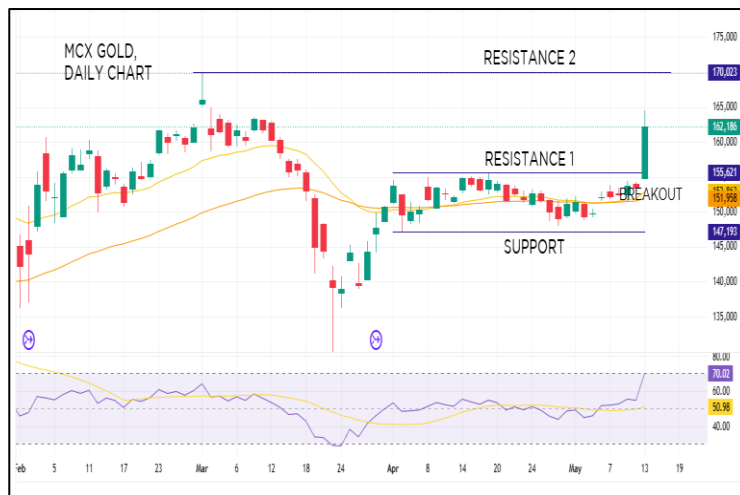 175,000
MCX GOLD,
DAILY CHART
RESISTANCE 2
170,023
165,000
162,186
160,000
RESISTANCE 1
155,621
BREAKOUT
151,958
150,000
147,193
SUPPORT
145,000
140,000
135,000
80.00
70.02
60.00
50.98
40.00
Feb 5 11 17 23 Mar 6 12 18 24 Apr 8 14 20 24 May 7 13 19